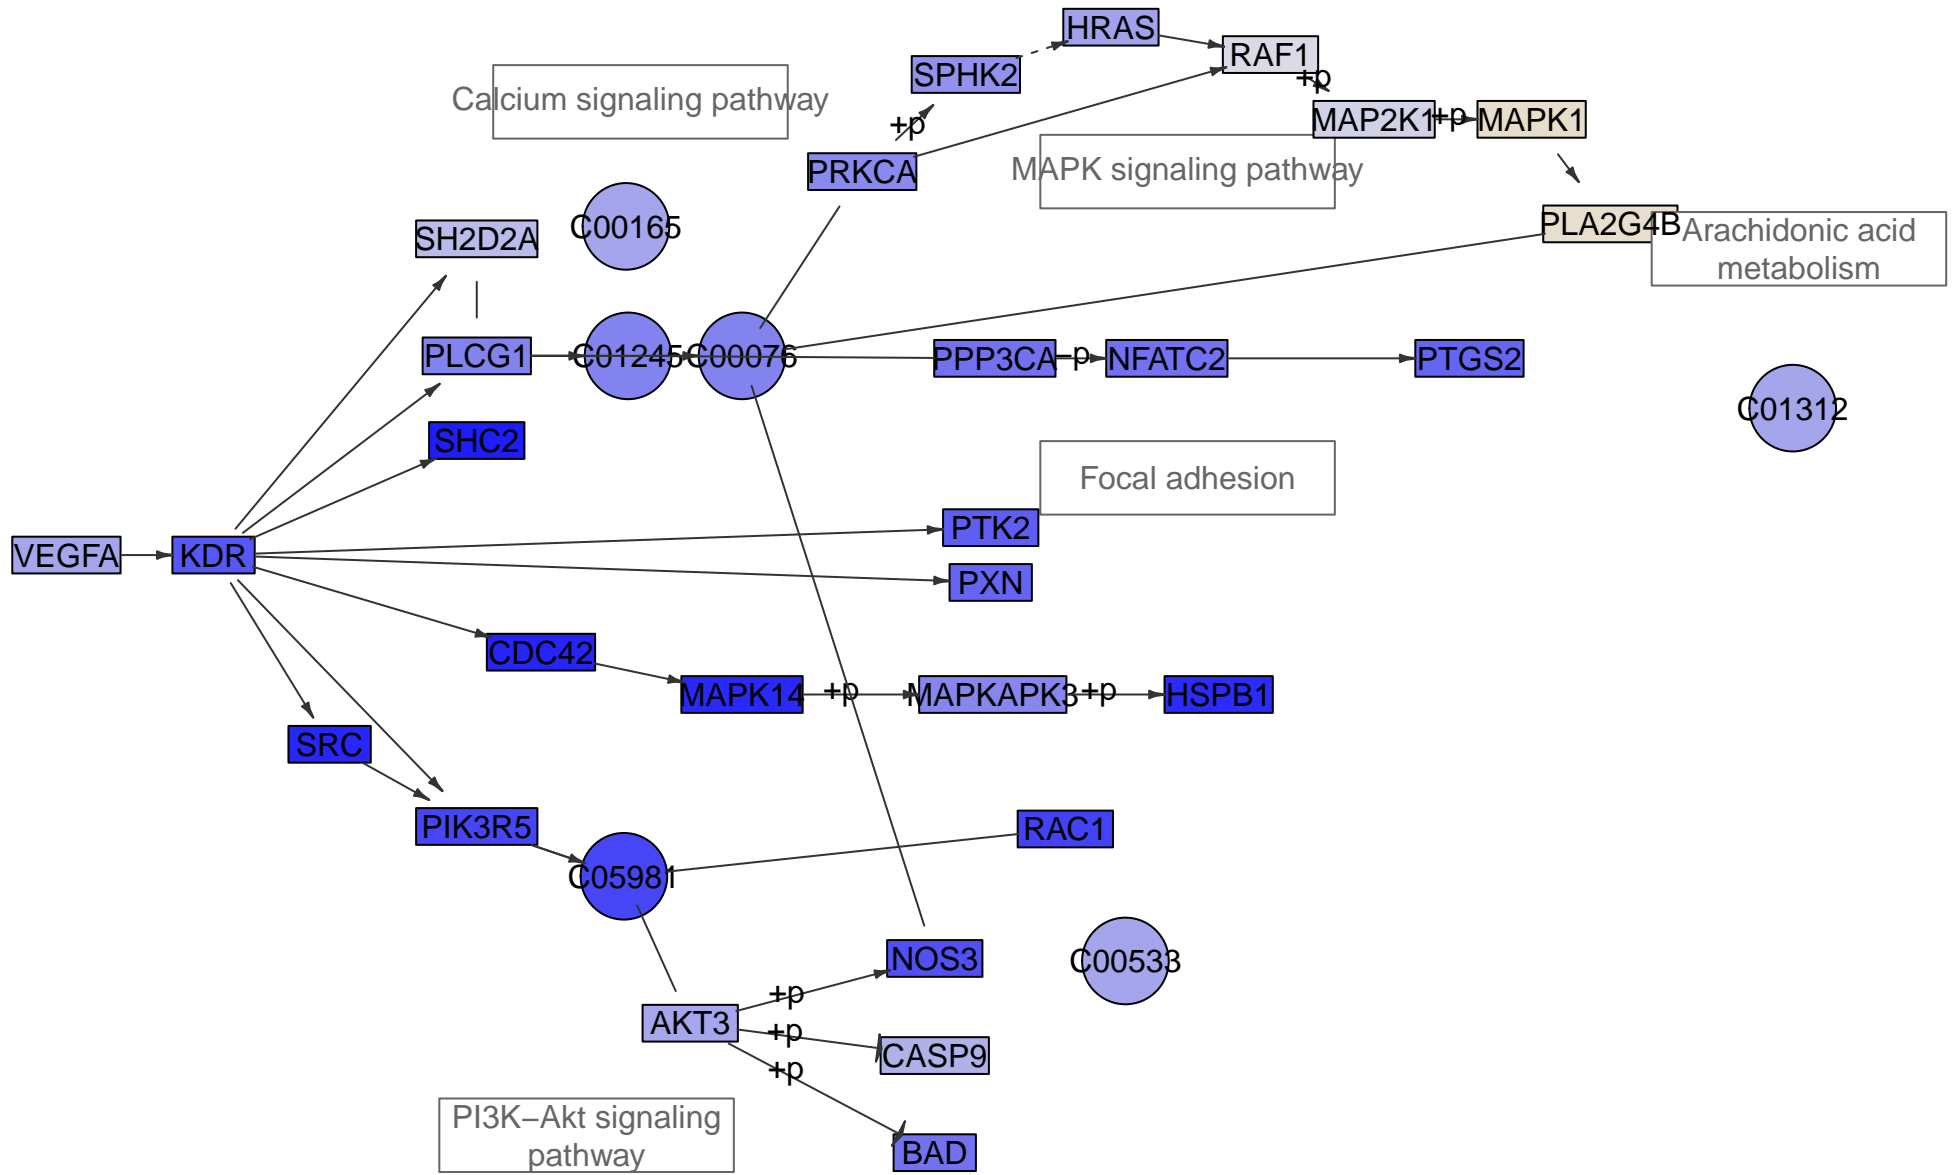 HRAS
RAF1
+p
SPHK2
Calcium signaling pathway
+p
MAP2K1
+p
MAPK1
PRKCA
MAPK signaling pathway
C00165
SH2D2A
PLA2G4B
Arachidonic acid
metabolism
PLCG1
C01245
C00076
PPP3CA
−p
NFATC2
PTGS2
C01312
SHC2
Focal adhesion
PTK2
VEGFA
KDR
PXN
CDC42
MAPK14
+p
MAPKAPK3
+p
HSPB1
SRC
PIK3R5
RAC1
C05981
NOS3
C00533
+p
AKT3
+p
CASP9
+p
PI3K−Akt signaling
pathway
BAD